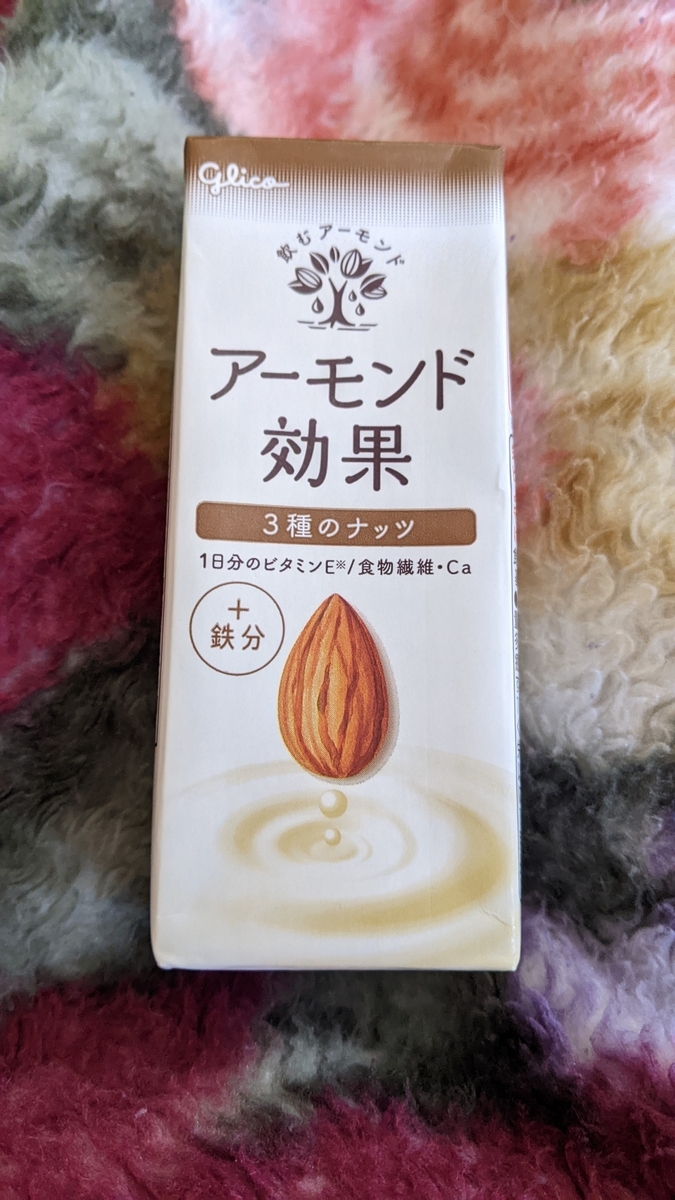 Glico
飲むアーモンド
アーモンド
効果
3種のナッツ
1日分のビタミンE※/食物繊維・Ca
+
鉄分